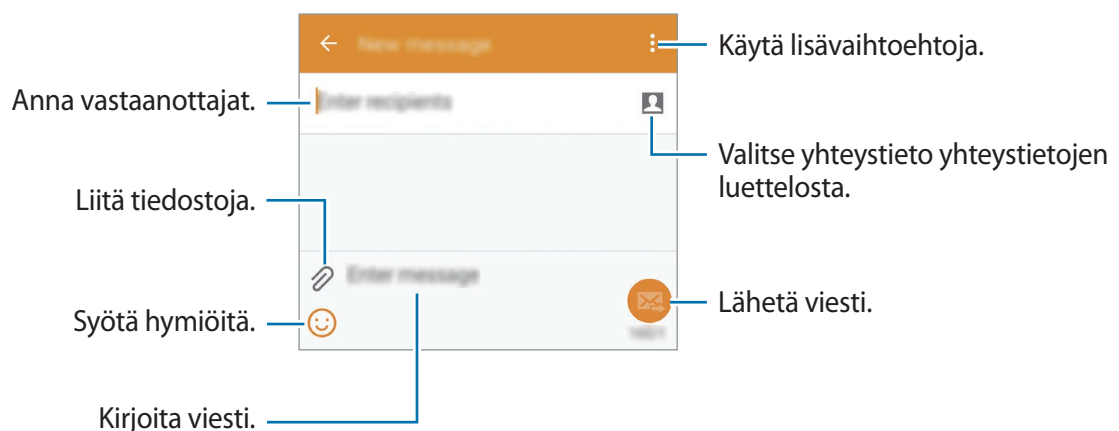 New message
Käytä lisävaihtoehtoja.
Anna vastaanottajat.
Enter recipients
Valitse yhteystieto yhteystietojen
luettelosta.
Liitä tiedostoja.
Enter message
Lähetä viesti.
Syötä hymiöitä.
Kirjoita viesti.